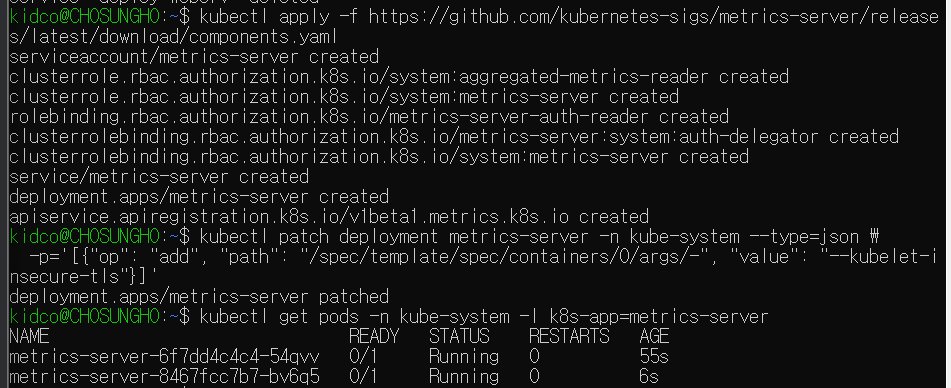 service "deploy-webserv" deleted
kidco@CHOSUNGHO:~$ kubectl apply -f https://github.com/kubernetes-sigs/metrics-server/release
s/latest/download/components.yaml
serviceaccount/metrics-server created
clusterrole.rbac.authorization.k8s.io/system:aggregated-metrics-reader created
clusterrole.rbac.authorization.k8s.io/system:metrics-server created
rolebinding.rbac.authorization.k8s.io/metrics-server-auth-reader created
clusterrolebinding.rbac.authorization.k8s.io/metrics-server:system:auth-delegator created
clusterrolebinding.rbac.authorization.k8s.io/system:metrics-server created
service/metrics-server created
deployment.apps/metrics-server created
apiservice.apiregistration.k8s.io/v1beta1.metrics.k8s.io created
kidco@CHOSUNGHO:~$ kubectl patch deployment metrics-server -n kube-system --type=json ₩
-p='[{"op": "add", "path": "/spec/template/spec/containers/0/args/-", "value": "--kubelet-i
nsecure-tls"}]'
deployment.apps/metrics-server patched
kidco@CHOSUNGHO:~$ kubectl get pods -n kube-system -l k8s-app=metrics-server
NAME READY STATUS RESTARTS AGE
metrics-server-6f7dd4c4c4-54qvv 0/1 Running 0 55s
metrics-server-8467fcc7b7-bv6q5 0/1 Running 0 6s